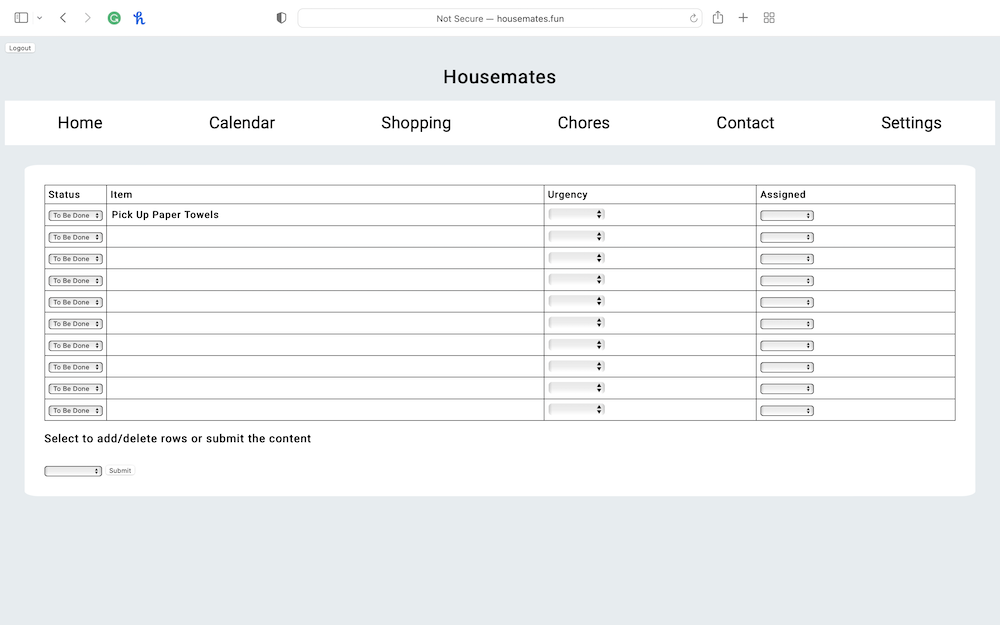 Not Secure — housemates.fun
Logout
Housemates
Home Calendar Shopping Chores Contact Settings
Status Item Urgency Assigned
To Be Done Pick Up Paper Towels
To Be Done
To Be Done
To Be Done
To Be Done
To Be Done
To Be Done
To Be Done
To Be Done
To Be Done
Select to add/delete rows or submit the content
Submit